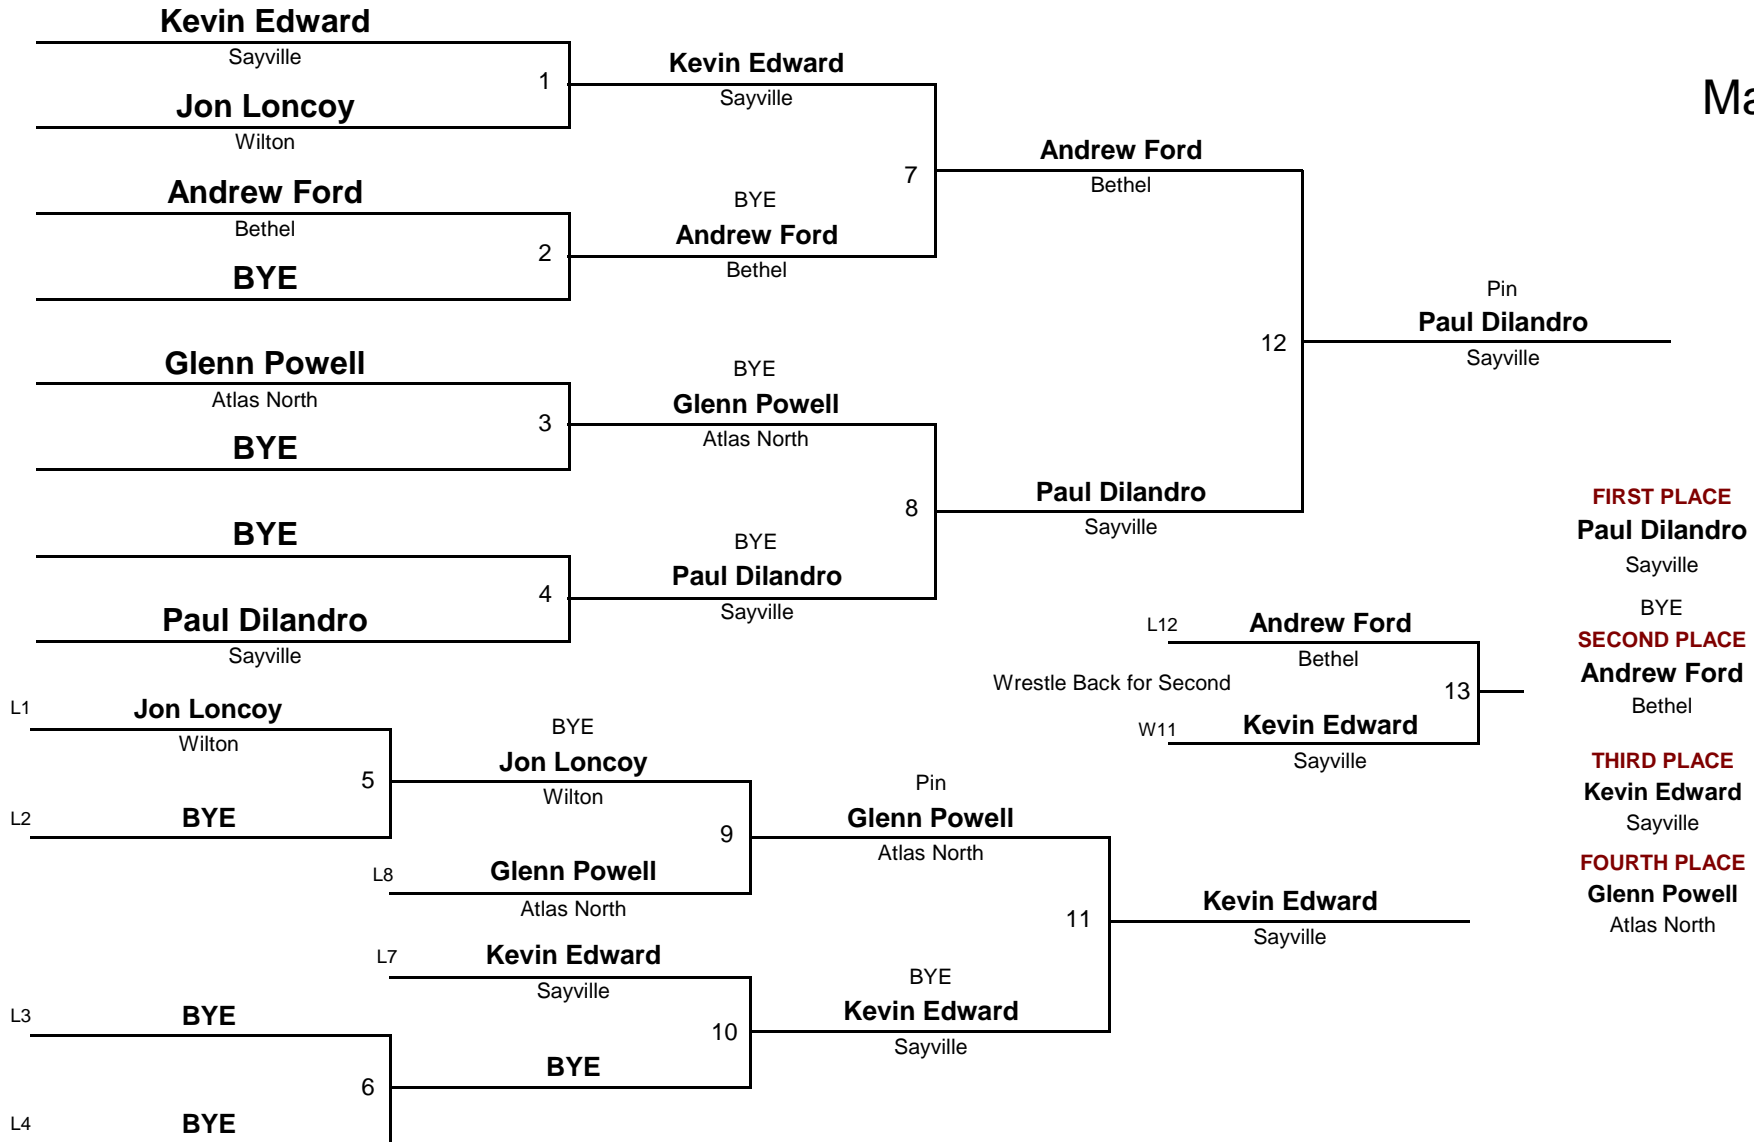 Kevin Edward
Sayville
1
Jon Loncoy
Wilton
Kevin Edward
Sayville
Ma
Andrew Ford
Bethel
2
BYE
BYE
Andrew Ford
Bethel
7
Andrew Ford
Bethel
Glenn Powell
Atlas North
3
BYE
BYE
Glenn Powell
Atlas North
12
Pin
Paul Dilandro
Sayville
BYE
4
Paul Dilandro
Sayville
BYE
Paul Dilandro
Sayville
8
Paul Dilandro
Sayville
FIRST PLACE
Paul Dilandro
Sayville
BYE
SECOND PLACE
Andrew Ford
Bethel
THIRD PLACE
Kevin Edward
Sayville
FOURTH PLACE
Glenn Powell
Atlas North
L12
Andrew Ford
Bethel
Wrestle Back for Second
13
W11
Kevin Edward
Sayville
L1
Jon Loncoy
Wilton
5
L2
BYE
BYE
Jon Loncoy
Wilton
9
L8
Glenn Powell
Atlas North
Pin
Glenn Powell
Atlas North
L7
Kevin Edward
Sayville
10
L3
BYE
6
BYE
L4
BYE
BYE
Kevin Edward
Sayville
11
Kevin Edward
Sayville